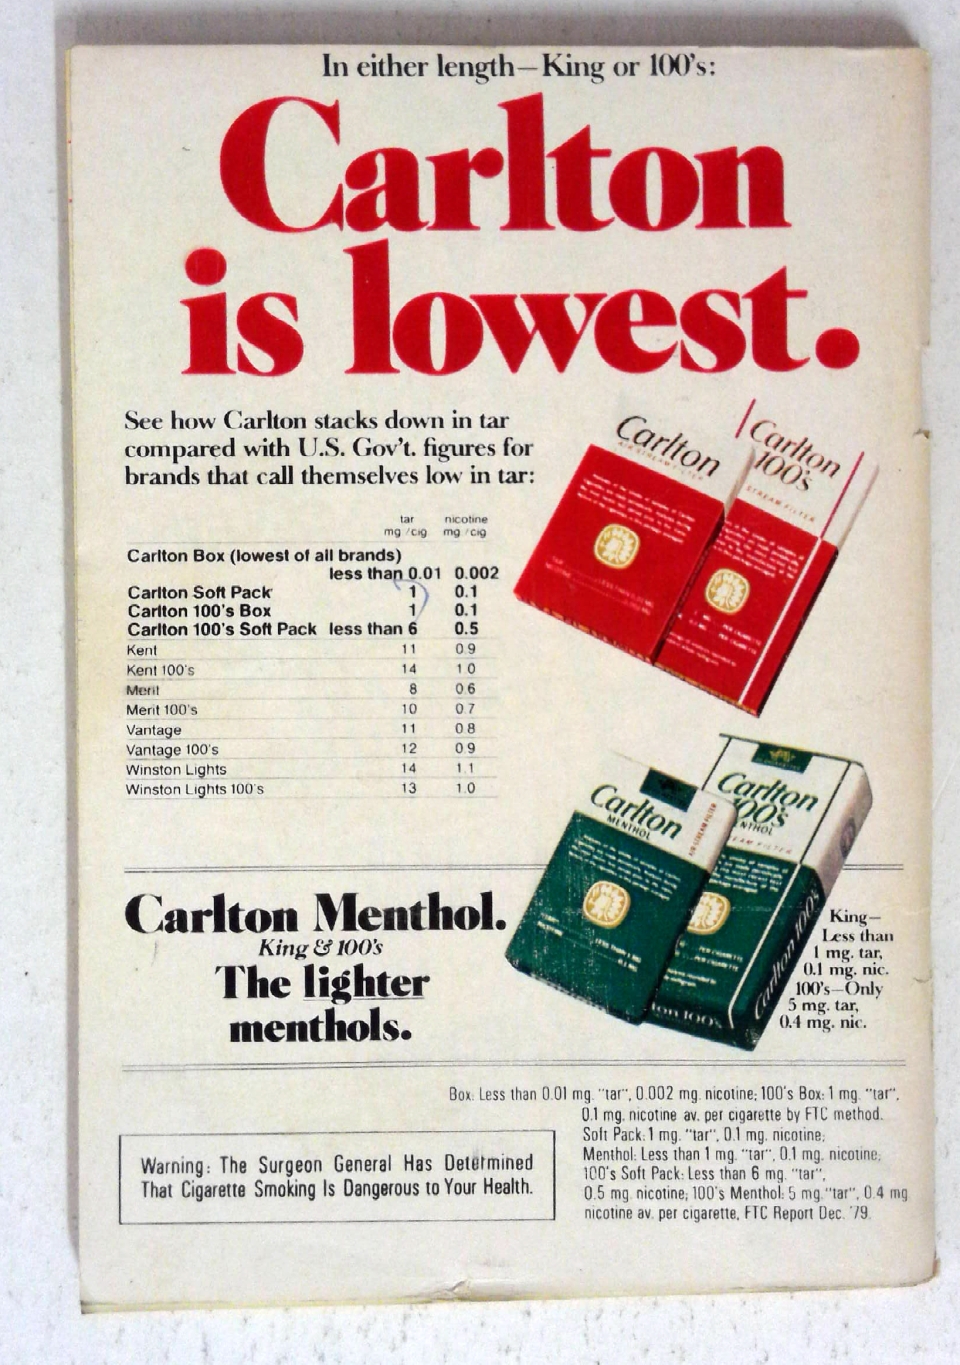 In either length—King or 100's:
Carlton
is lowest.
See how Carlton stacks down in tar
compared with U.S. Gov't. figures for
brands that call themselves low in tar:
tar nicotine
mg/cig mg/cig
Carlton Box (lowest of all brands)
less than 0.01 0.002
Carlton Soft Pack 1 0.1
Carlton 100's Box 1 0.1
Carlton 100's Soft Pack less than 6 0.5
Kent 11 0.9
Kent 100's 14 1.0
Merit 8 0.6
Merit 100's 10 0.7
Vantage 11 0.8
Vantage 100's 12 0.9
Winston Lights 14 1.1
Winston Lights 100's 13 1.0
Carlton
AIR STREAM FILTER
Carlton
100's
STREAM FILTER
Carlton
MENTHOL
AIR STREAM FILTER
Carlton
100's
MENTHOL
Carlton 100's
Carlton Menthol.
King & 100's
The lighter
menthols.
King—
Less than
1 mg. tar,
0.1 mg. nic.
100's—Only
5 mg. tar,
0.4 mg. nic.
Box: Less than 0.01 mg. "tar", 0.002 mg. nicotine; 100's Box: 1 mg. "tar",
0.1 mg. nicotine av. per cigarette by FTC method.
Soft Pack: 1 mg. "tar", 0.1 mg. nicotine;
Menthol: Less than 1 mg. "tar", 0.1 mg. nicotine;
100's Soft Pack: Less than 6 mg. "tar",
0.5 mg. nicotine; 100's Menthol: 5 mg. "tar", 0.4 mg.
nicotine av. per cigarette, FTC Report Dec. '79.
Warning: The Surgeon General Has Determined
That Cigarette Smoking Is Dangerous to Your Health.